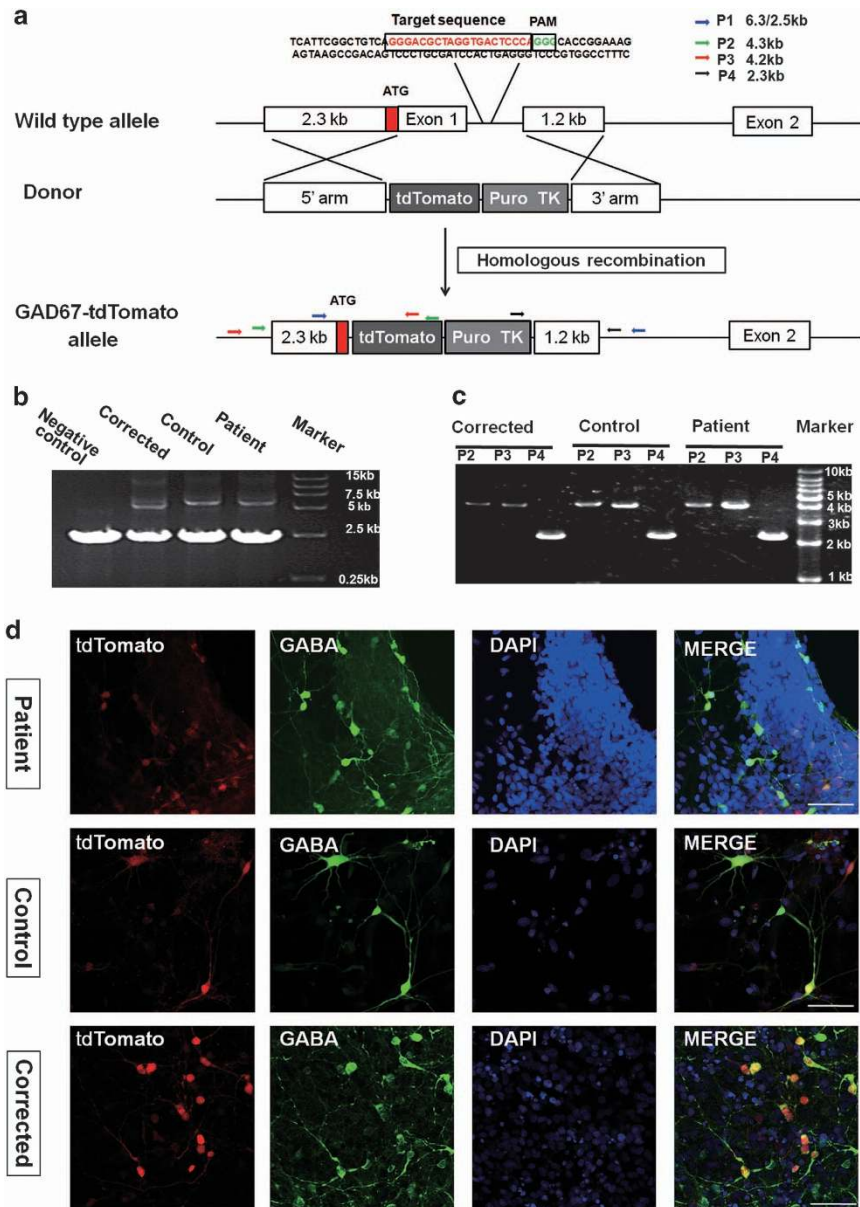 a
Target sequence PAM
TCATTCGGCTGTCAGGGACGCTAGGTGACTCCCAGGGCACCGGAAAG
AGTAAGCCGACAGTCCCTGCGATCCACTGAGGGTCCCGTGGCCTTTC
P1 6.3/2.5kb
P2 4.3kb
P3 4.2kb
P4 2.3kb
ATG
Wild type allele
2.3 kb Exon 1 1.2 kb Exon 2
Donor
5' arm tdTomato Puro TK 3' arm
Homologous recombination
GAD67-tdTomato
allele
ATG
2.3 kb tdTomato Puro TK 1.2 kb Exon 2
b
Negative
control
Corrected
Control
Patient
Marker
15kb
7.5 kb
5 kb
2.5 kb
0.25kb
c
Corrected Control Patient Marker
P2 P3 P4 P2 P3 P4 P2 P3 P4
10kb
5 kb
4 kb
3kb
2 kb
1 kb
d
Patient
tdTomato GABA DAPI MERGE
Control
tdTomato GABA DAPI MERGE
Corrected
tdTomato GABA DAPI MERGE